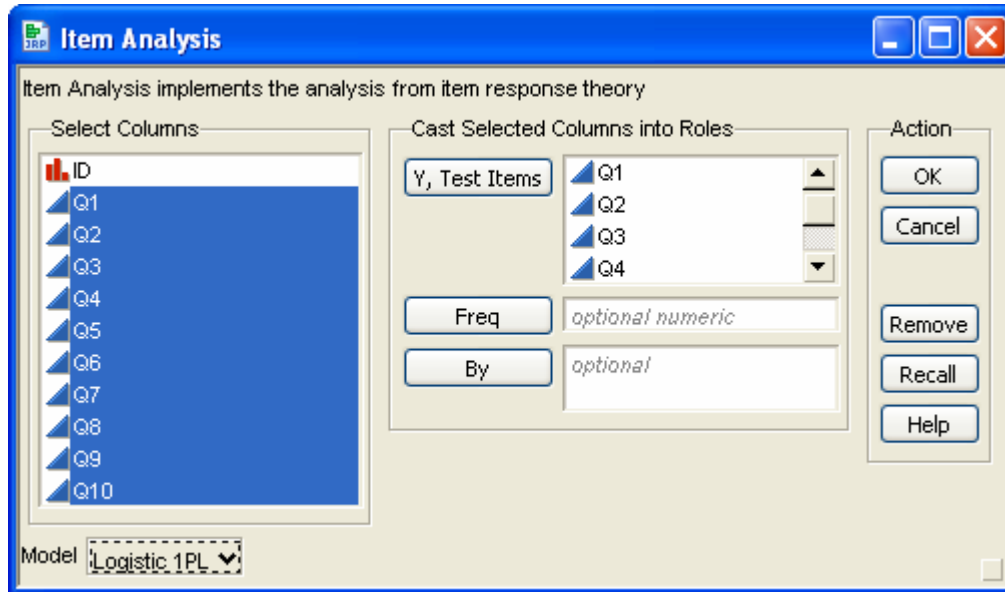 JRP
Item Analysis
Item Analysis implements the analysis from item response theory
Select Columns
ID
Q1
Q2
Q3
Q4
Q5
Q6
Q7
Q8
Q9
Q10
Cast Selected Columns into Roles
Y, Test Items
Q1
Q2
Q3
Q4
Freq
optional numeric
By
optional
Action
OK
Cancel
Remove
Recall
Help
Model Logistic 1PL